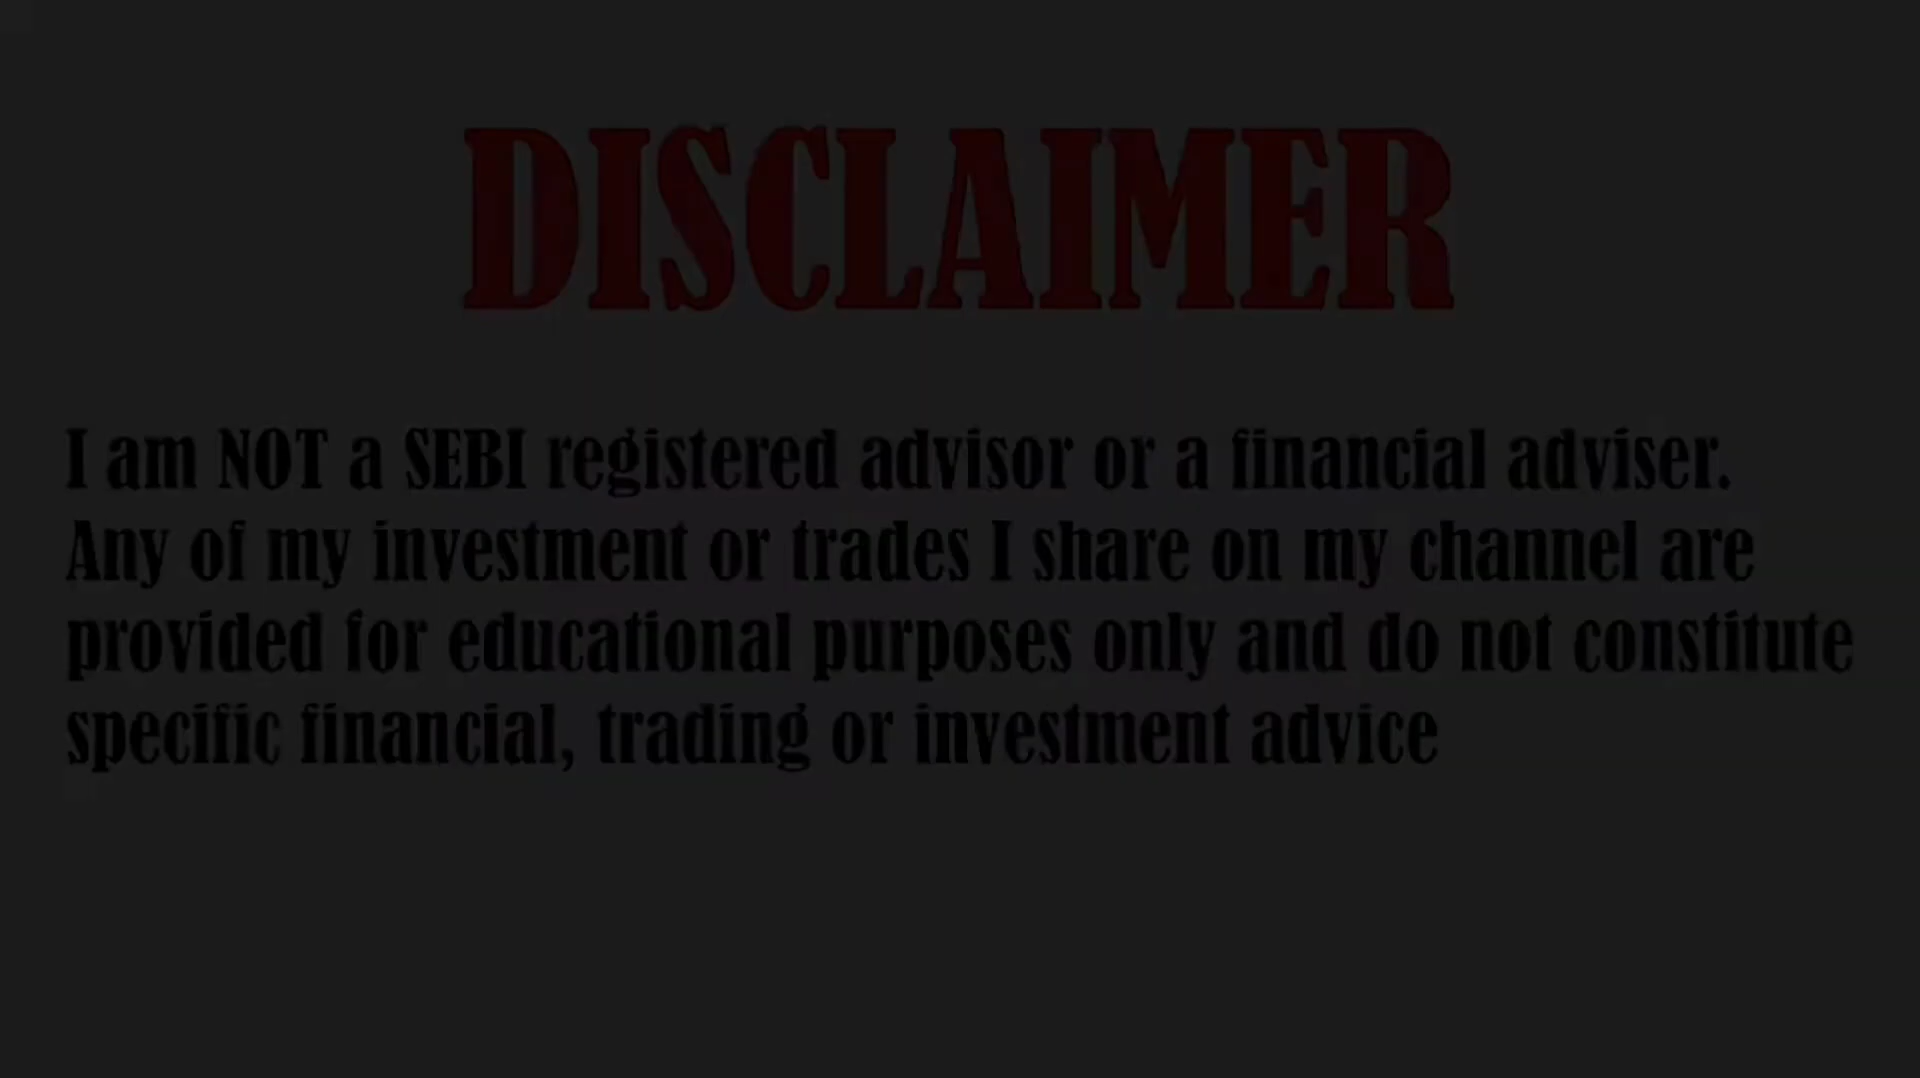 DISCLAIMER
I am NOT a SEBI registered advisor or a financial adviser.
Any of my investment or trades I share on my channel are
provided for educational purposes only and do not constitute
specific financial, trading or investment advice